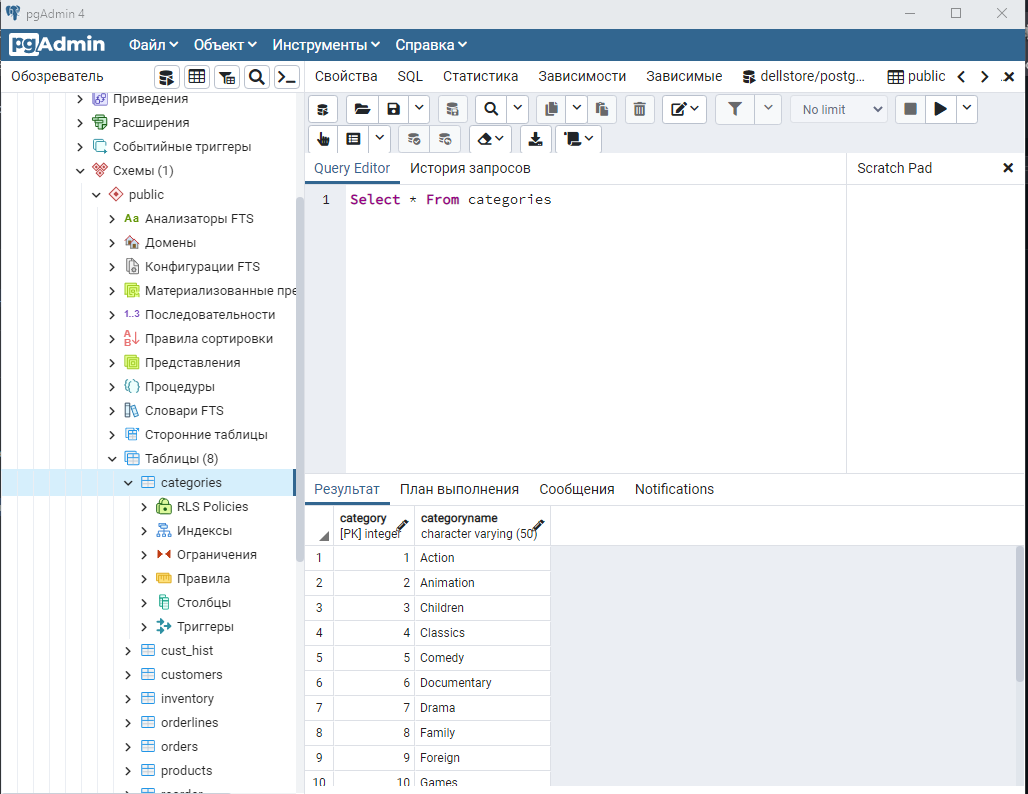 pgAdmin 4
pgAdmin Файл Объект Инструменты Справка
Обозреватель
Свойства SQL Статистика Зависимости Зависимые dellstore/postg... public
No limit
Приведения
Расширения
Событийные триггеры
Схемы (1)
public
Aa Анализаторы FTS
Домены
Конфигурации FTS
Материализованные пре
1..3 Последовательности
Правила сортировки
Представления
Процедуры
Словари FTS
Сторонние таблицы
Таблицы (8)
categories
RLS Policies
Индексы
Ограничения
Правила
Столбцы
Триггеры
cust_hist
customers
inventory
orderlines
orders
products
reorder
Query Editor История запросов
Scratch Pad
1 Select * From categories
Результат План выполнения Сообщения Notifications
category categoryname
[PK] integer character varying (50)
1 1 Action
2 2 Animation
3 3 Children
4 4 Classics
5 5 Comedy
6 6 Documentary
7 7 Drama
8 8 Family
9 9 Foreign
10 10 Games